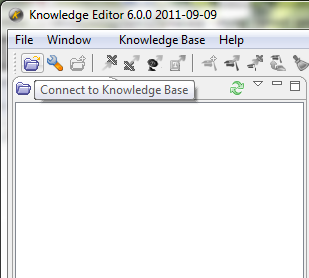 Knowledge Editor 6.0.0 2011-09-09
File Window Knowledge Base Help
Connect to Knowledge Base